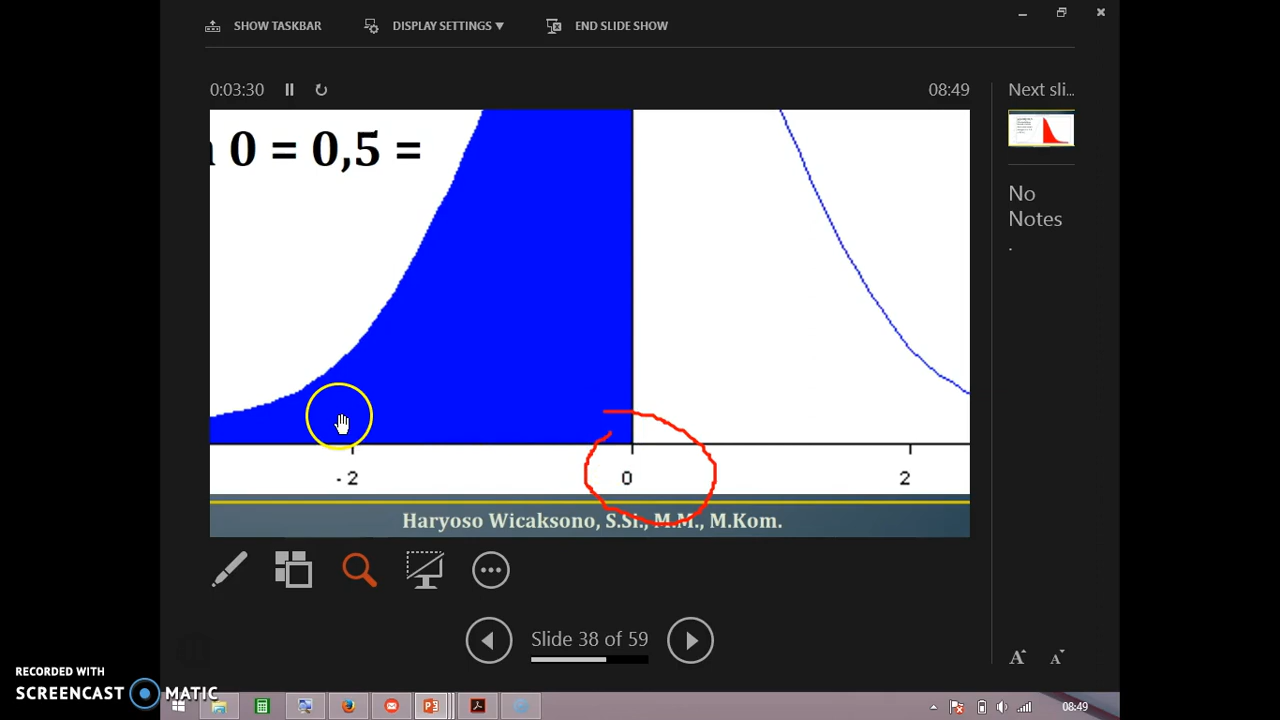 SHOW TASKBAR
DISPLAY SETTINGS ▼
END SLIDE SHOW
0:03:30
08:49
Next sli...
0 = 0,5 =
No
Notes
.
-2
0
2
Haryoso Wicaksono, S.Si., M.M., M.Kom.
Slide 38 of 59
A
A
RECORDED WITH
SCREENCAST MATIC
08:49